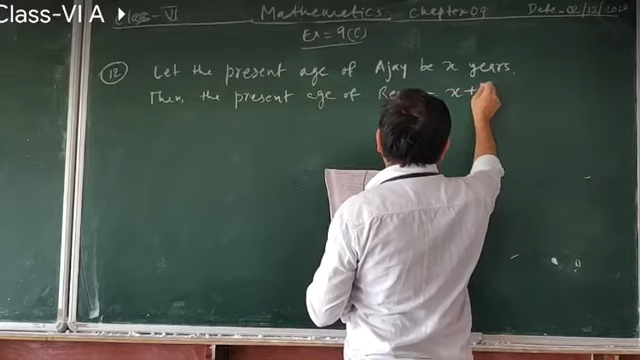 Class-VI A
Class - VI Mathematics Chapter 09 Date - 02/12/2020
Ex = 9(C)
12 Let the present age of Ajay be x years.
Then, the present age of = x+